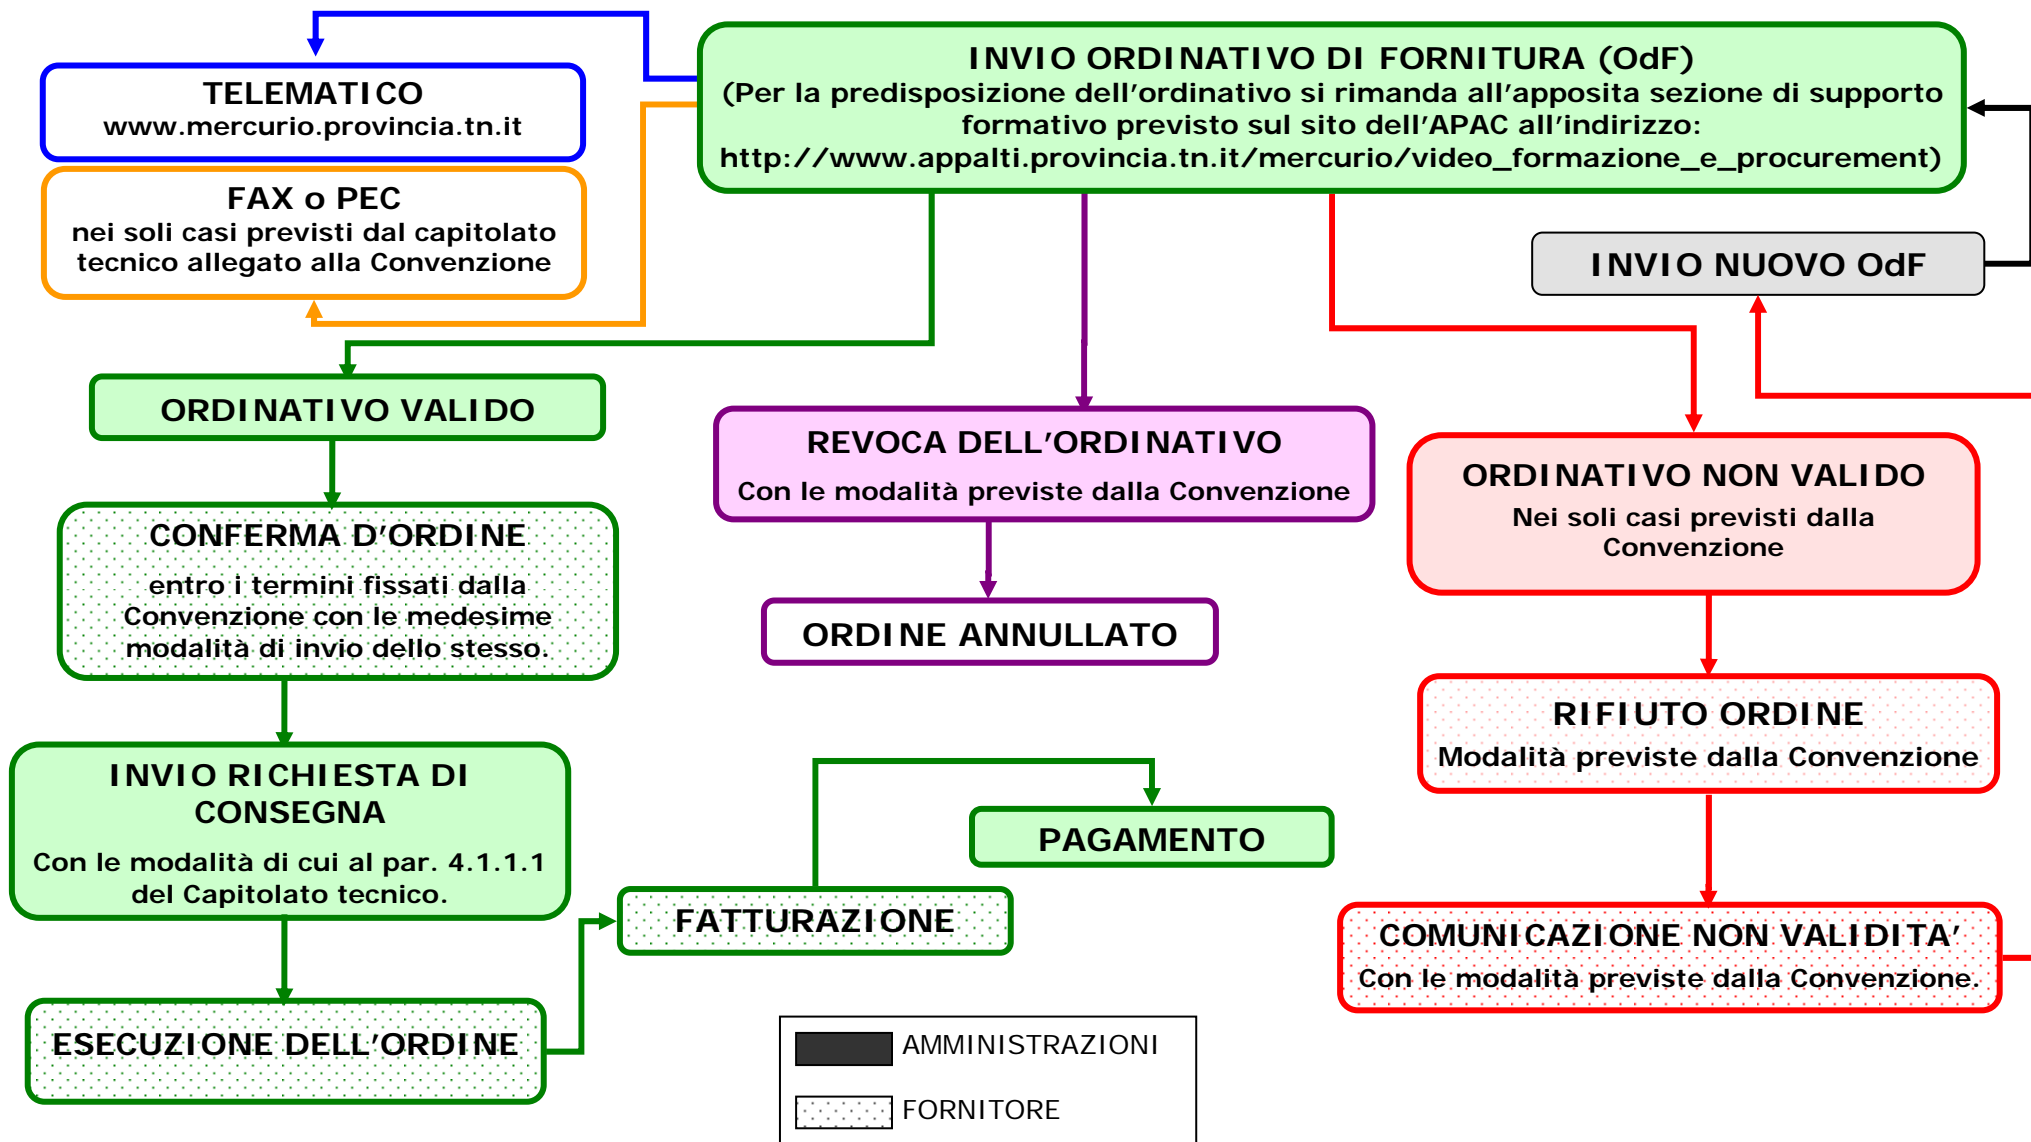 INVIO ORDINATIVO DI FORNITURA (OdF)
(Per la predisposizione dell'ordinativo si rimanda all'apposita sezione di supporto
formativo previsto sul sito dell'APAC all'indirizzo:
http://www.appalti.provincia.tn.it/mercurio/video_formazione_e_procurement)
TELEMATICO
www.mercurio.provincia.tn.it
FAX o PEC
nei soli casi previsti dal capitolato
tecnico allegato alla Convenzione
INVIO NUOVO OdF
ORDINATIVO VALIDO
REVOCA DELL'ORDINATIVO
Con le modalità previste dalla Convenzione
ORDINATIVO NON VALIDO
Nei soli casi previsti dalla
Convenzione
CONFERMA D'ORDINE
entro i termini fissati dalla
Convenzione con le medesime
modalità di invio dello stesso.
ORDINE ANNULLATO
RIFIUTO ORDINE
Modalità previste dalla Convenzione
INVIO RICHIESTA DI
CONSEGNA
Con le modalità di cui al par. 4.1.1.1
del Capitolato tecnico.
PAGAMENTO
FATTURAZIONE
COMUNICAZIONE NON VALIDITA'
Con le modalità previste dalla Convenzione.
ESECUZIONE DELL'ORDINE
AMMINISTRAZIONI
FORNITORE